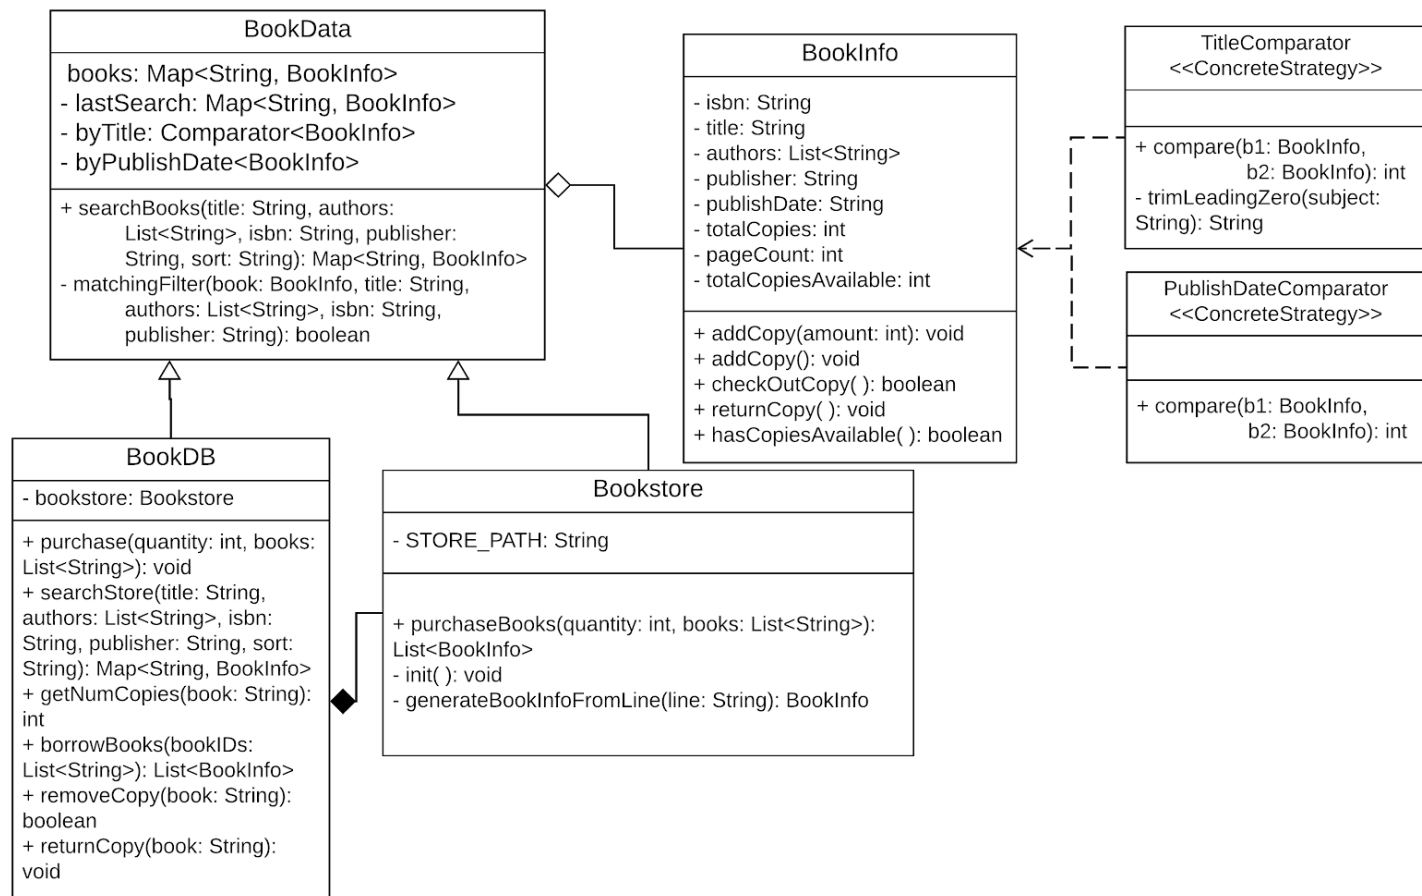 BookData
books: Map<String, BookInfo>
- lastSearch: Map<String, BookInfo>
- byTitle: Comparator<BookInfo>
- byPublishDate<BookInfo>
+ searchBooks(title: String, authors:
List<String>, isbn: String, publisher:
String, sort: String): Map<String, BookInfo>
- matchingFilter(book: BookInfo, title: String,
authors: List<String>, isbn: String,
publisher: String): boolean
BookInfo
- isbn: String
- title: String
- authors: List<String>
- publisher: String
- publishDate: String
- totalCopies: int
- pageCount: int
- totalCopiesAvailable: int
+ addCopy(amount: int): void
+ addCopy(): void
+ checkOutCopy( ): boolean
+ returnCopy( ): void
+ hasCopiesAvailable( ): boolean
TitleComparator
<<ConcreteStrategy>>
+ compare(b1: BookInfo,
b2: BookInfo): int
- trimLeadingZero(subject:
String): String
PublishDateComparator
<<ConcreteStrategy>>
+ compare(b1: BookInfo,
b2: BookInfo): int
BookDB
- bookstore: Bookstore
+ purchase(quantity: int, books:
List<String>): void
+ searchStore(title: String,
authors: List<String>, isbn:
String, publisher: String, sort:
String): Map<String, BookInfo>
+ getNumCopies(book: String):
int
+ borrowBooks(bookIDs:
List<String>): List<BookInfo>
+ removeCopy(book: String):
boolean
+ returnCopy(book: String):
void
Bookstore
- STORE_PATH: String
+ purchaseBooks(quantity: int, books: List<String>):
List<BookInfo>
- init( ): void
- generateBookInfoFromLine(line: String): BookInfo